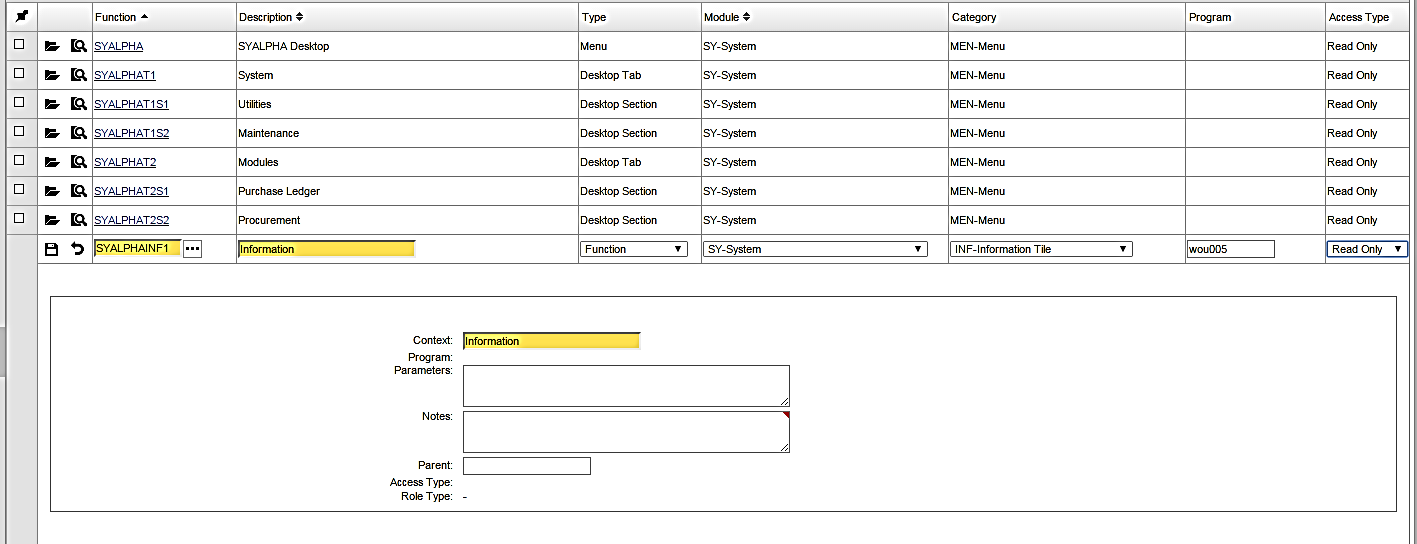 Function Description Type Module Category Program Access Type
SYALPHA SYALPHA Desktop Menu SY-System MEN-Menu Read Only
SYALPHAT1 System Desktop Tab SY-System MEN-Menu Read Only
SYALPHAT1S1 Utilities Desktop Section SY-System MEN-Menu Read Only
SYALPHAT1S2 Maintenance Desktop Section SY-System MEN-Menu Read Only
SYALPHAT2 Modules Desktop Tab SY-System MEN-Menu Read Only
SYALPHAT2S1 Purchase Ledger Desktop Section SY-System MEN-Menu Read Only
SYALPHAT2S2 Procurement Desktop Section SY-System MEN-Menu Read Only
SYALPHAINF1 ... Information Function SY-System INF-Information Tile wou005 Read Only
Context: Information
Program:
Parameters:
Notes:
Parent:
Access Type:
Role Type: -